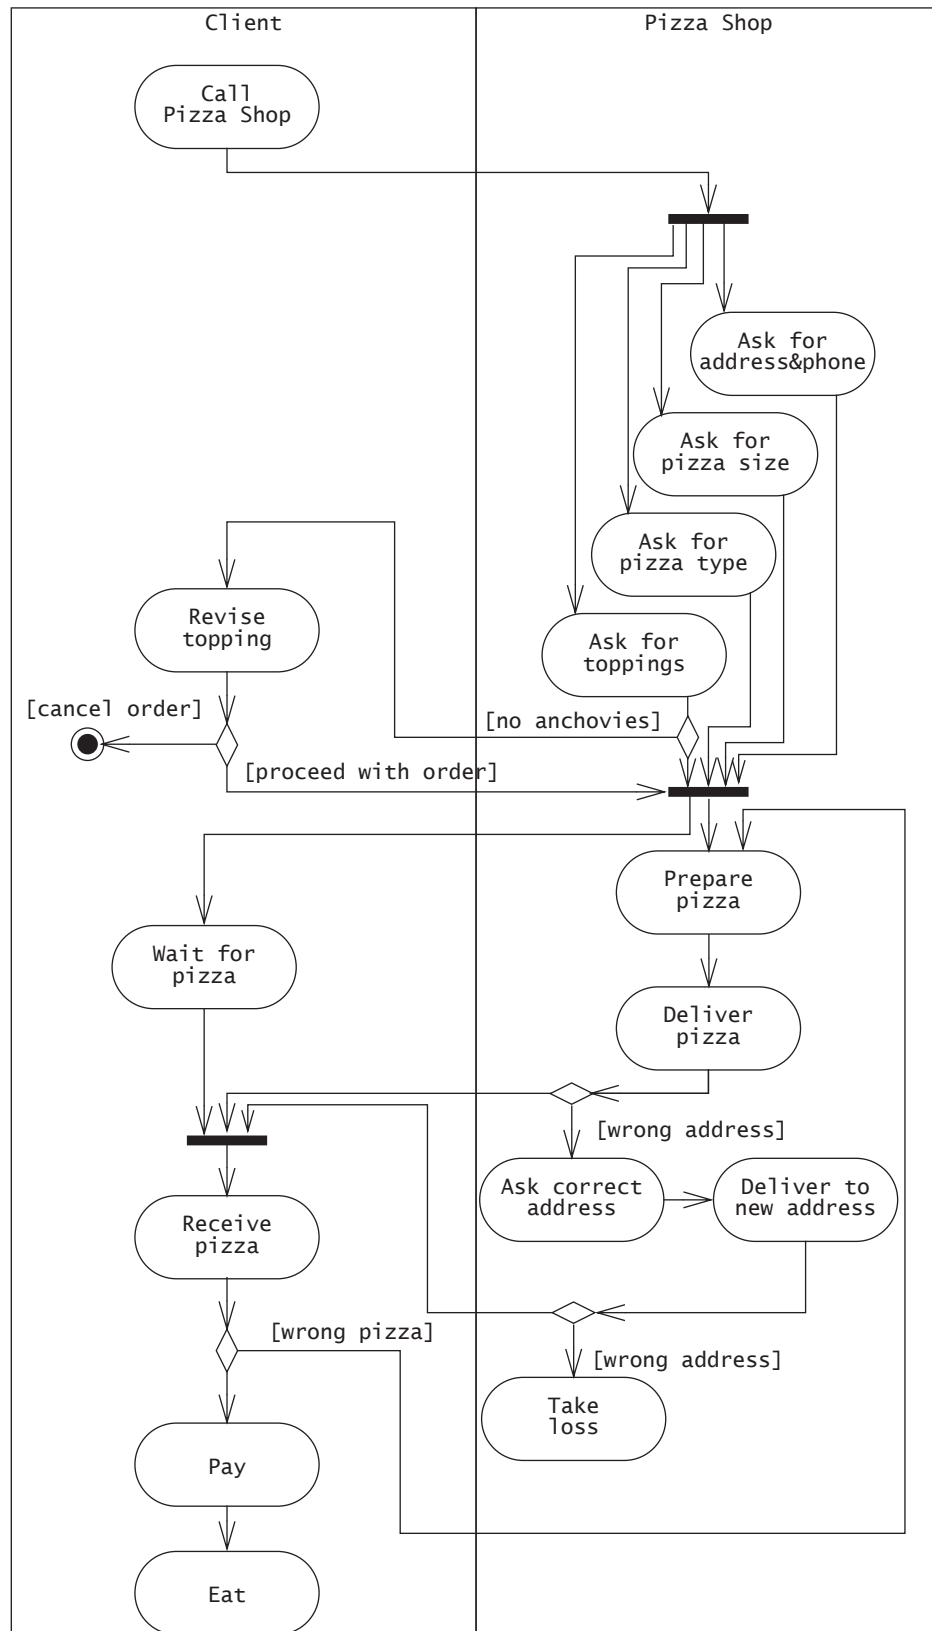 Client
Pizza Shop
Call
Pizza Shop
Ask for
address&phone
Ask for
pizza size
Ask for
pizza type
Revise
topping
Ask for
toppings
[cancel order]
[no anchovies]
[proceed with order]
Prepare
pizza
Wait for
pizza
Deliver
pizza
[wrong address]
Ask correct
address
Deliver to
new address
Receive
pizza
[wrong pizza]
[wrong address]
Take
loss
Pay
Eat